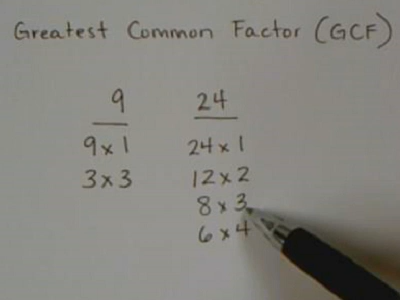 Greatest Common Factor (GCF)
9 24
9x1 24x1
3x3 12x2
8x3
6x4